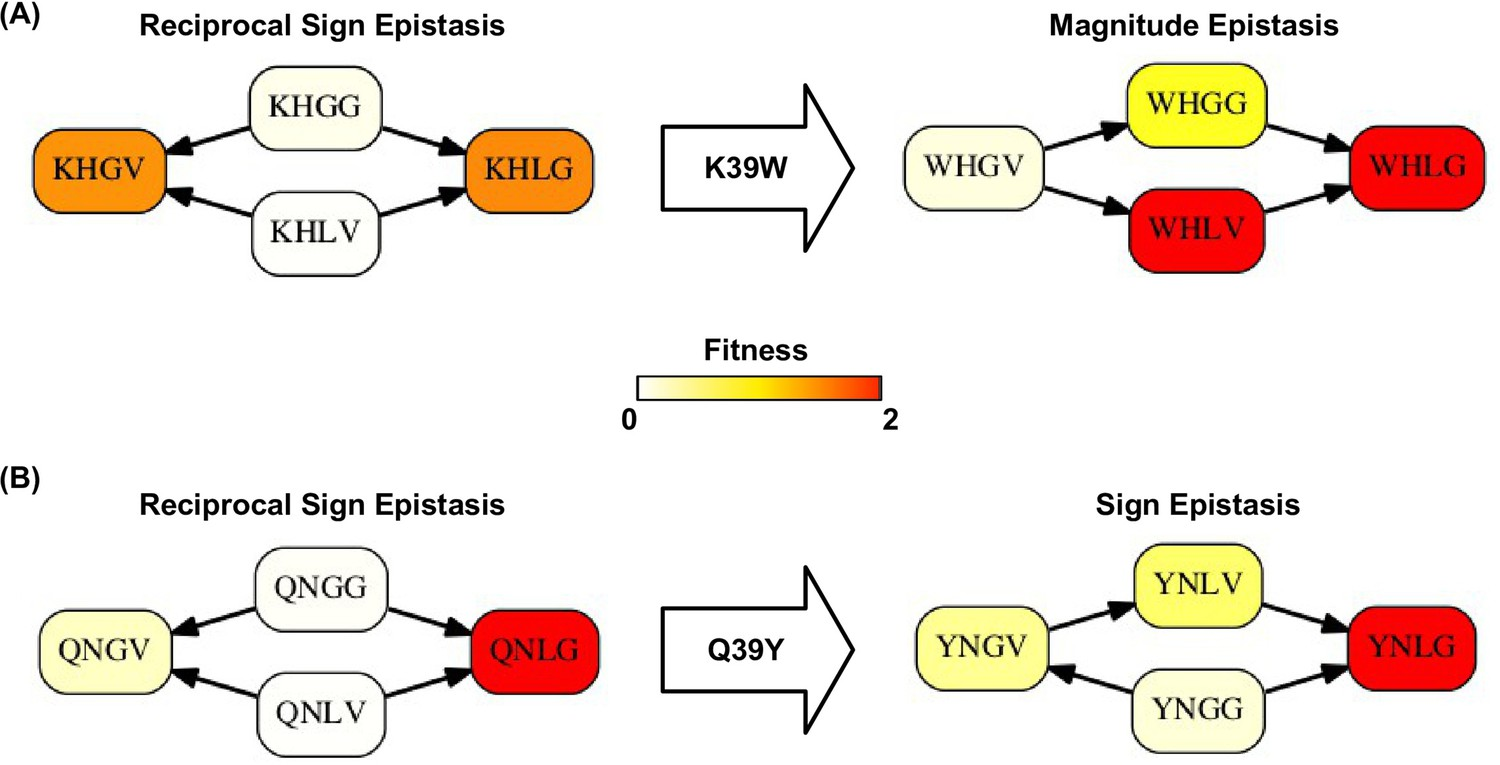 (A)
Reciprocal Sign Epistasis
Magnitude Epistasis
KHGG
KHGV
KHLG
KHLV
K39W
WHGG
WHGV
WHLG
WHLV
Fitness
0
2
(B)
Reciprocal Sign Epistasis
Sign Epistasis
QNGG
QNGV
QNLG
QNLV
Q39Y
YNLV
YNGV
YNLG
YNGG